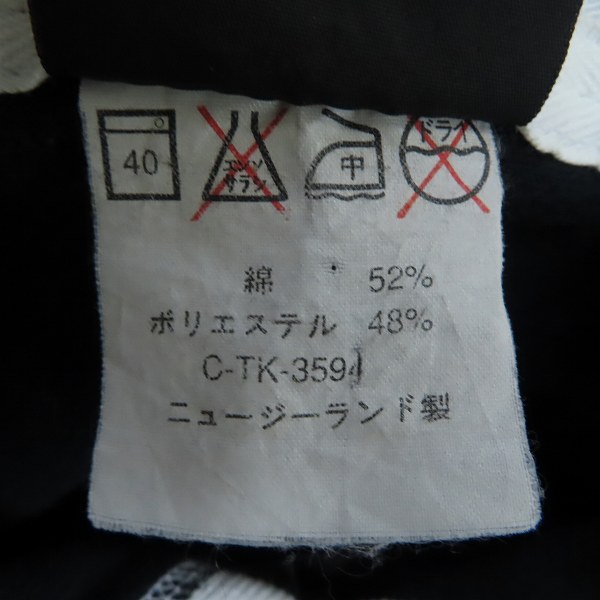 40 エンソサラシ 中 ドライ
綿 52%
ポリエステル 48%
C-TK-3594
ニュージーランド製